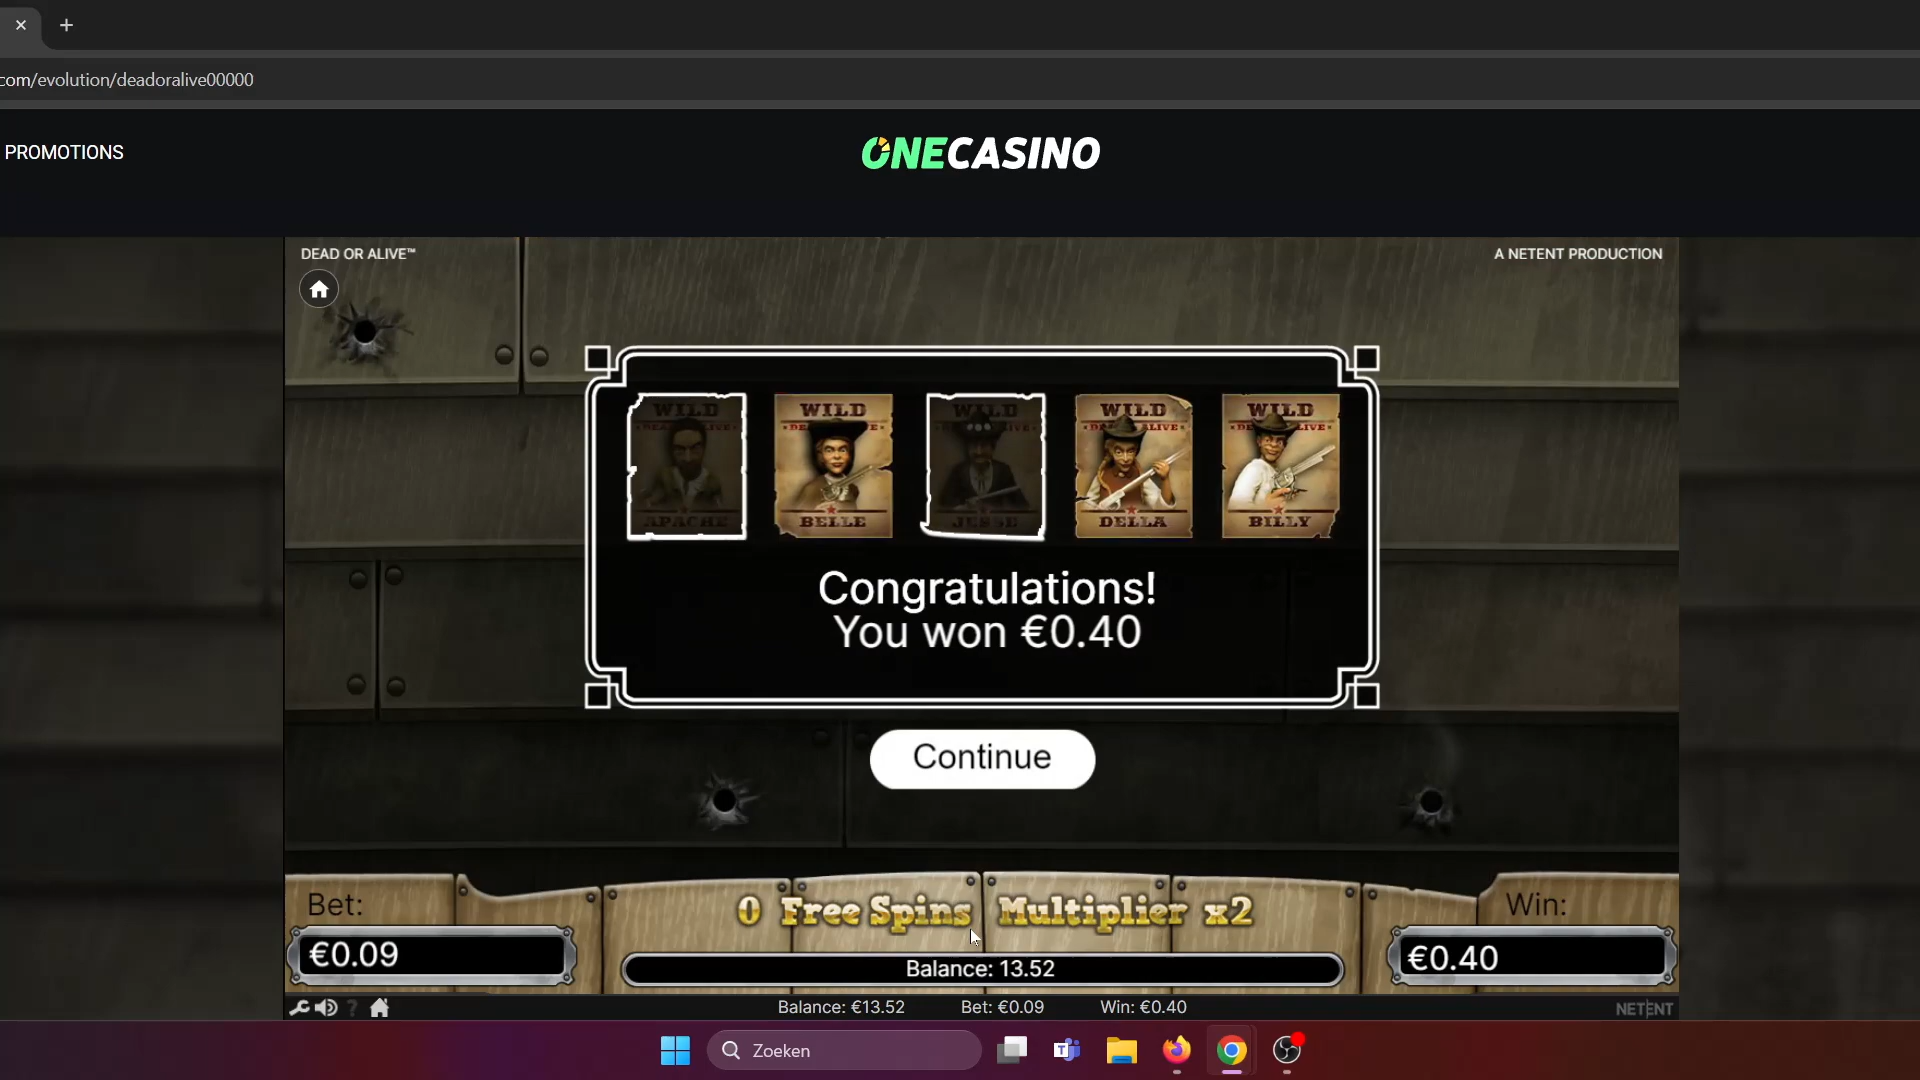 com/evolution/deadoralive00000
PROMOTIONS
ONECASINO
DEAD OR ALIVE™
A NETENT PRODUCTION
WILD WILD WILD WILD WILD
APACHE BELLE JESSE DELLA BILLY
Congratulations!
You won €0.40
Continue
Bet:
0 Free Spins Multiplier x2
Win:
€0.09
Balance: 13.52
€0.40
Balance: €13.52 Bet: €0.09 Win: €0.40
NETENT
Zoeken